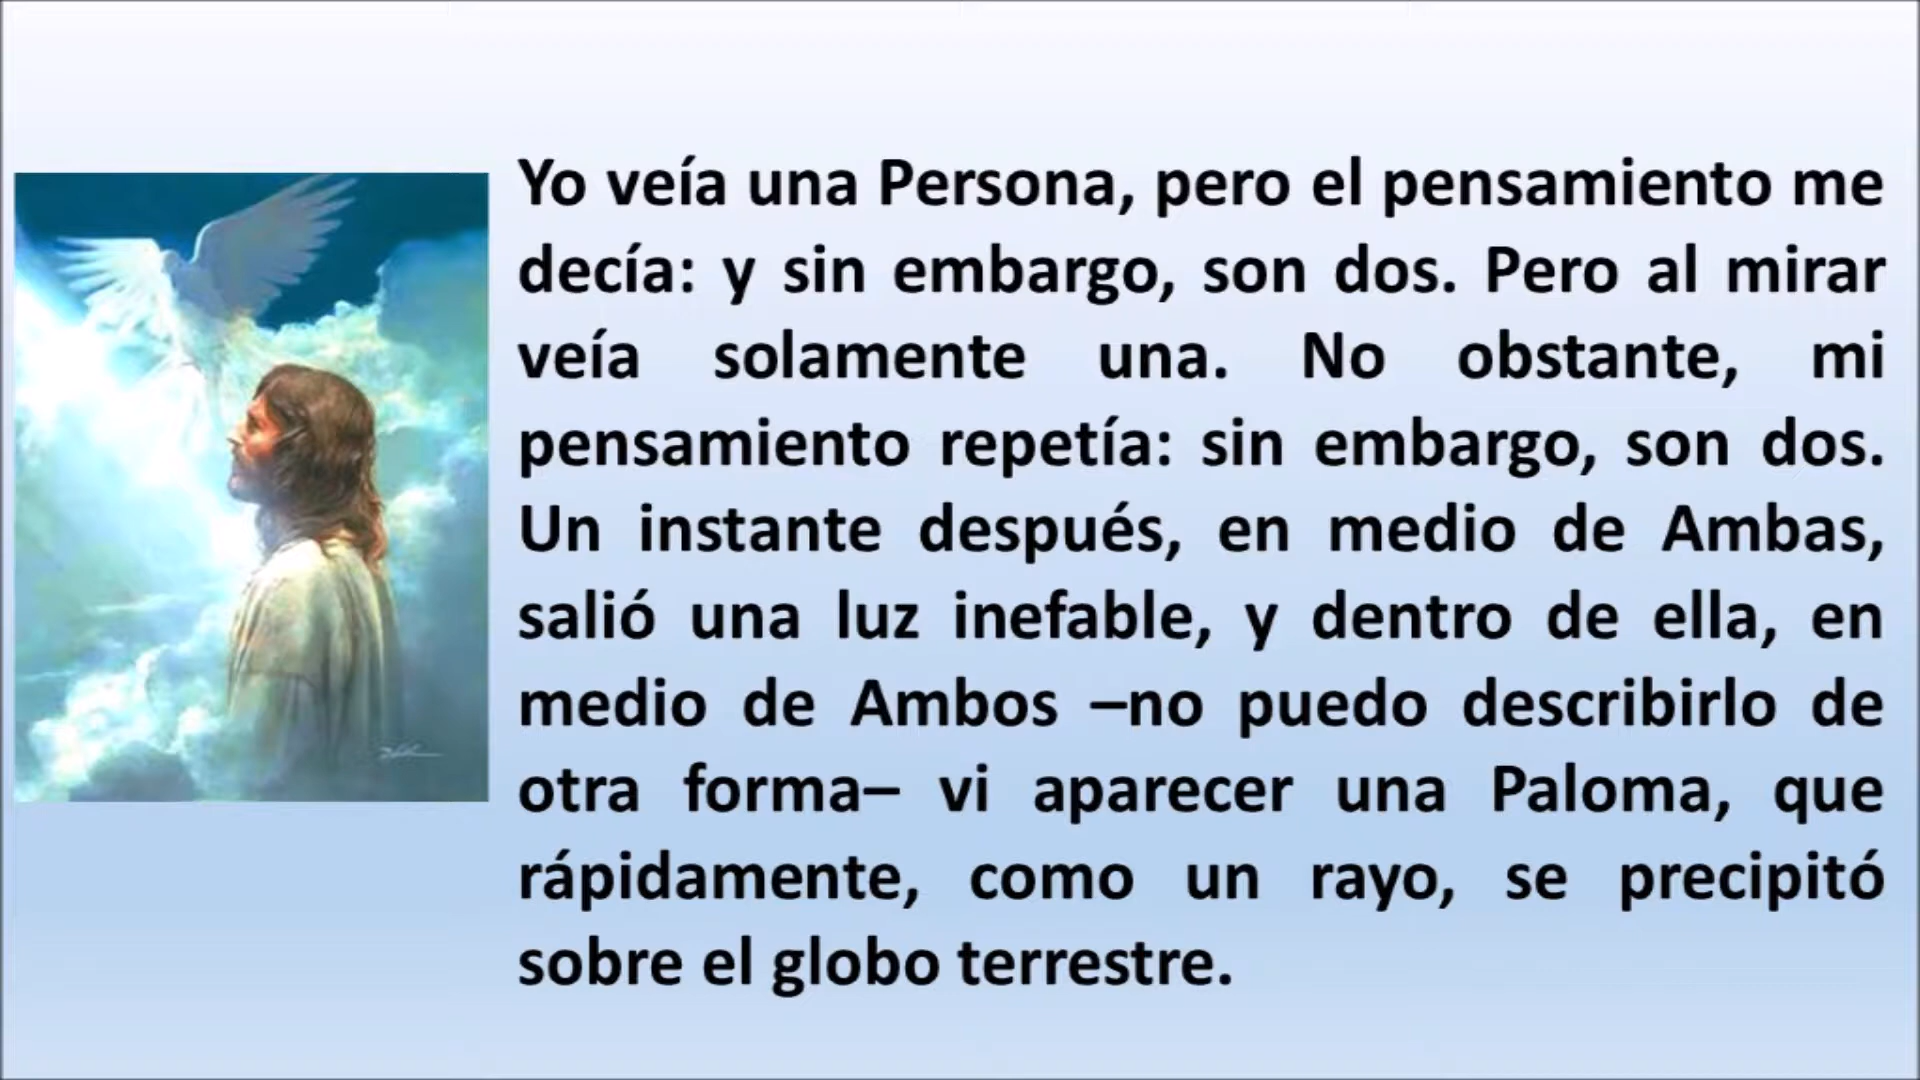 Yo veía una Persona, pero el pensamiento me
decía: y sin embargo, son dos. Pero al mirar
veía solamente una. No obstante, mi
pensamiento repetía: sin embargo, son dos.
Un instante después, en medio de Ambas,
salió una luz inefable, y dentro de ella, en
medio de Ambos –no puedo describirlo de
otra forma– vi aparecer una Paloma, que
rápidamente, como un rayo, se precipitó
sobre el globo terrestre.